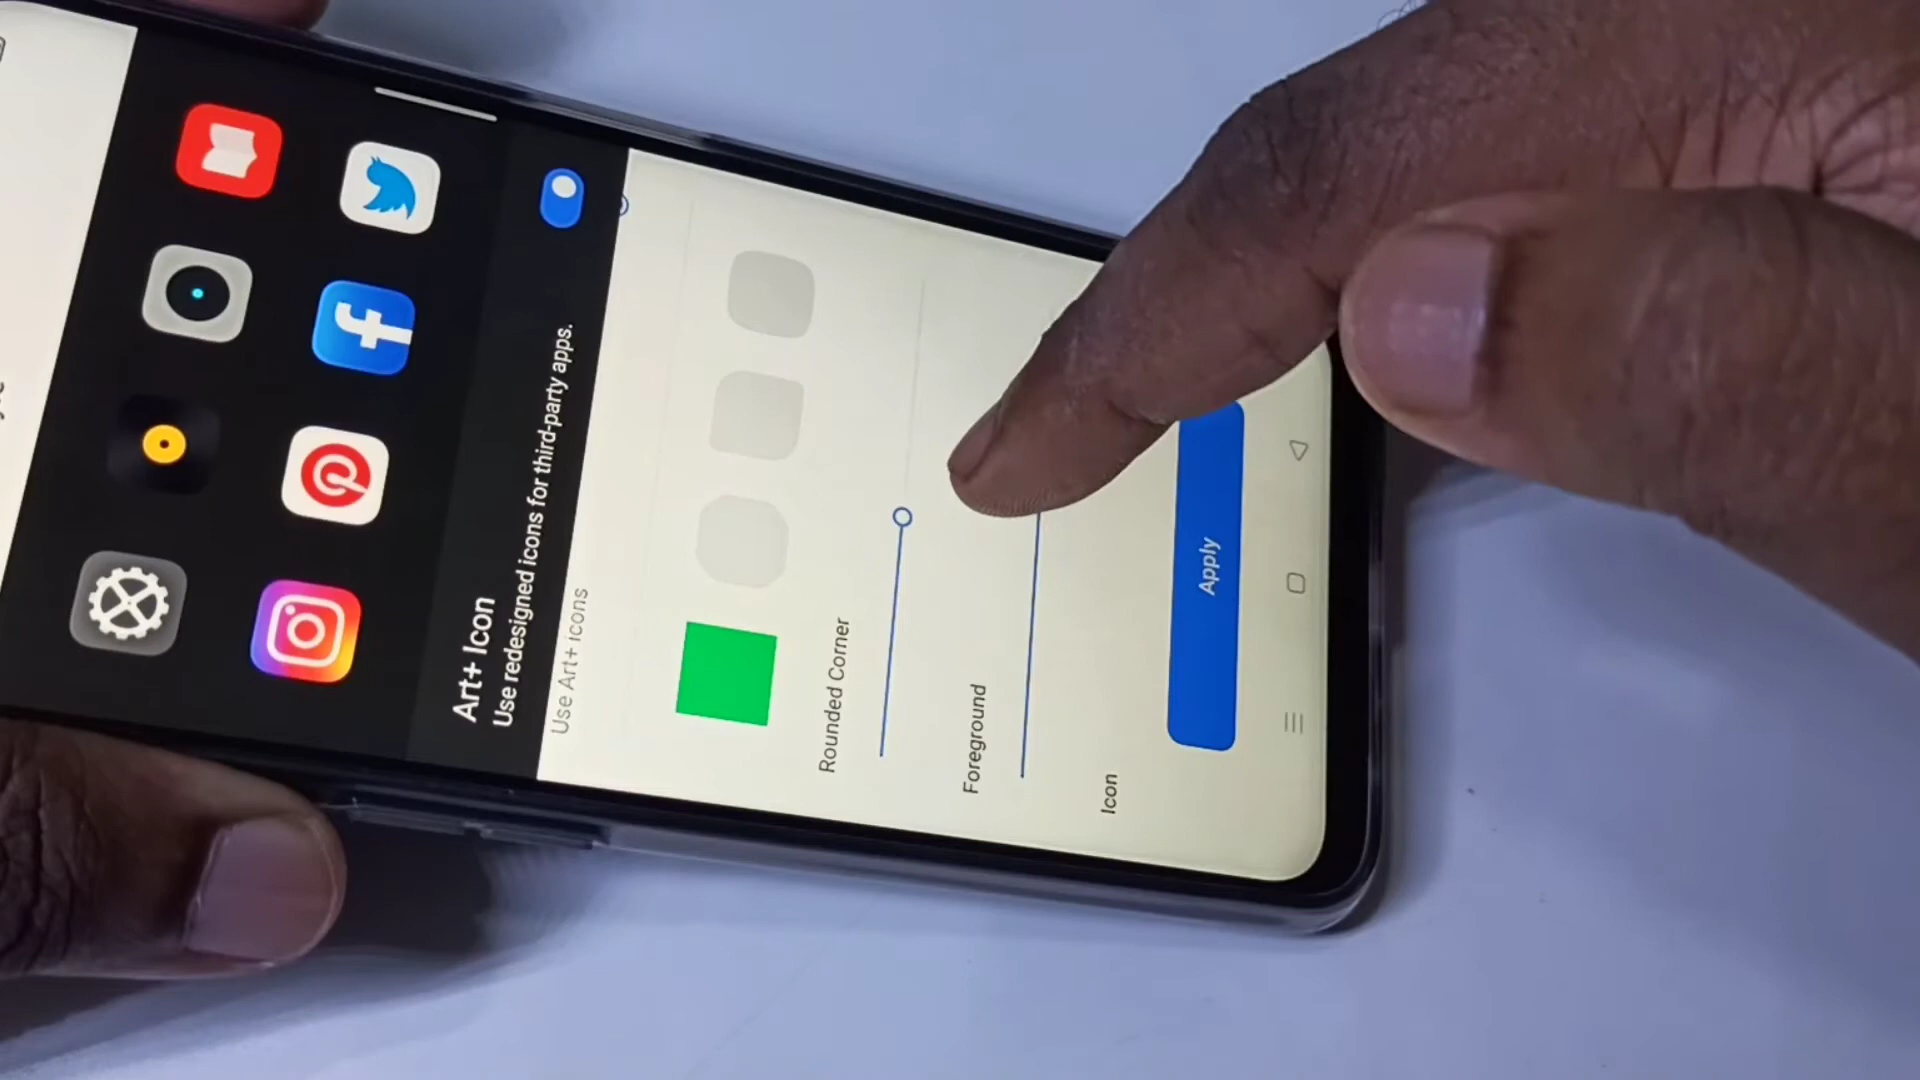 Art+ Icon
Use redesigned icons for third-party apps.
Use Art+ icons
Rounded Corner
Foreground
Icon
Apply